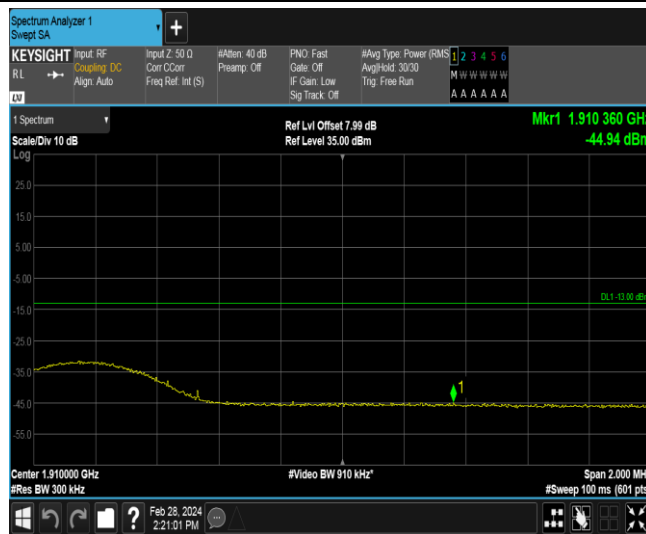 Spectrum Analyzer 1
Swept SA
+
KEYSIGHT
RL
LXI
Input: RF
Coupling: DC
Align: Auto
Input Z: 50 Ω
Corr CCorr
Freq Ref: Int (S)
#Atten: 40 dB
Preamp: Off
PNO: Fast
Gate: Off
IF Gain: Low
Sig Track: Off
#Avg Type: Power (RMS
Avg|Hold: 30/30
Trig: Free Run
1 2 3 4 5 6
M W W W W W
A A A A A A
1 Spectrum
Scale/Div 10 dB
Log
Ref Lvl Offset 7.99 dB
Ref Level 35.00 dBm
Mkr1 1.910 360 GHz
-44.94 dBm
25.0
15.0
5.00
-5.00
DL1 -13.00 dBm
-15.0
-25.0
-35.0
1
-45.0
-55.0
Center 1.910000 GHz
#Video BW 910 kHz*
Span 2.000 MH
#Res BW 300 kHz
#Sweep 100 ms (601 pts
?
Feb 28, 2024
2:21:01 PM